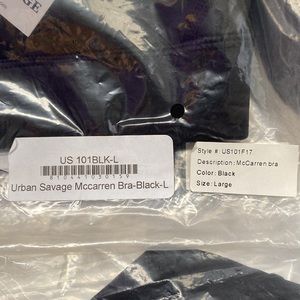 US 101BLK-L
Urban Savage Mccarren Bra-Black-L
Style #: US101F17
Description: McCarren bra
Color: Black
Size: Large